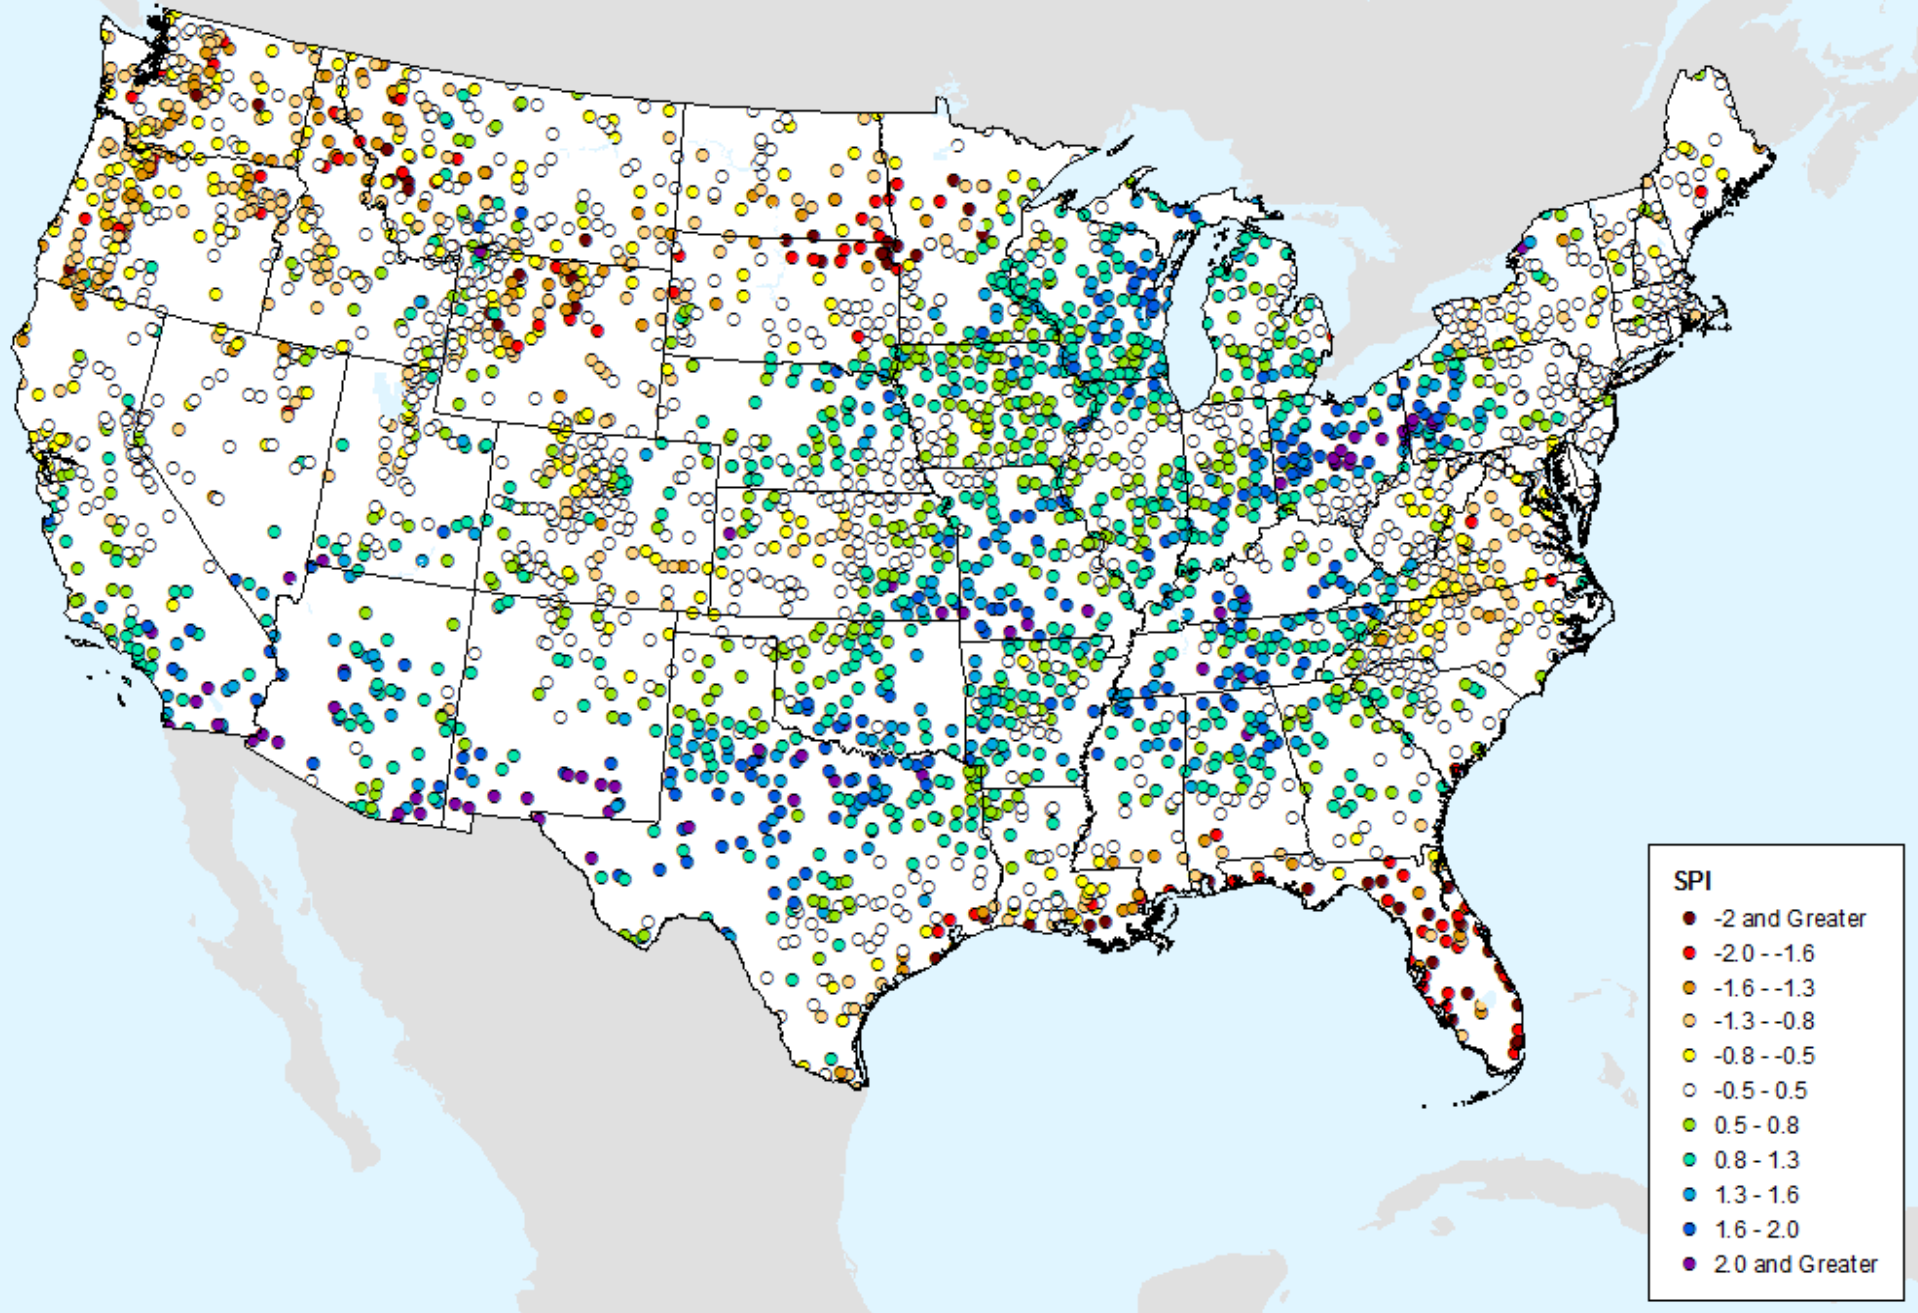 SPI
-2 and Greater
-2.0 - -1.6
-1.6 - -1.3
-1.3 - -0.8
-0.8 - -0.5
-0.5 - 0.5
0.5 - 0.8
0.8 - 1.3
1.3 - 1.6
1.6 - 2.0
2.0 and Greater